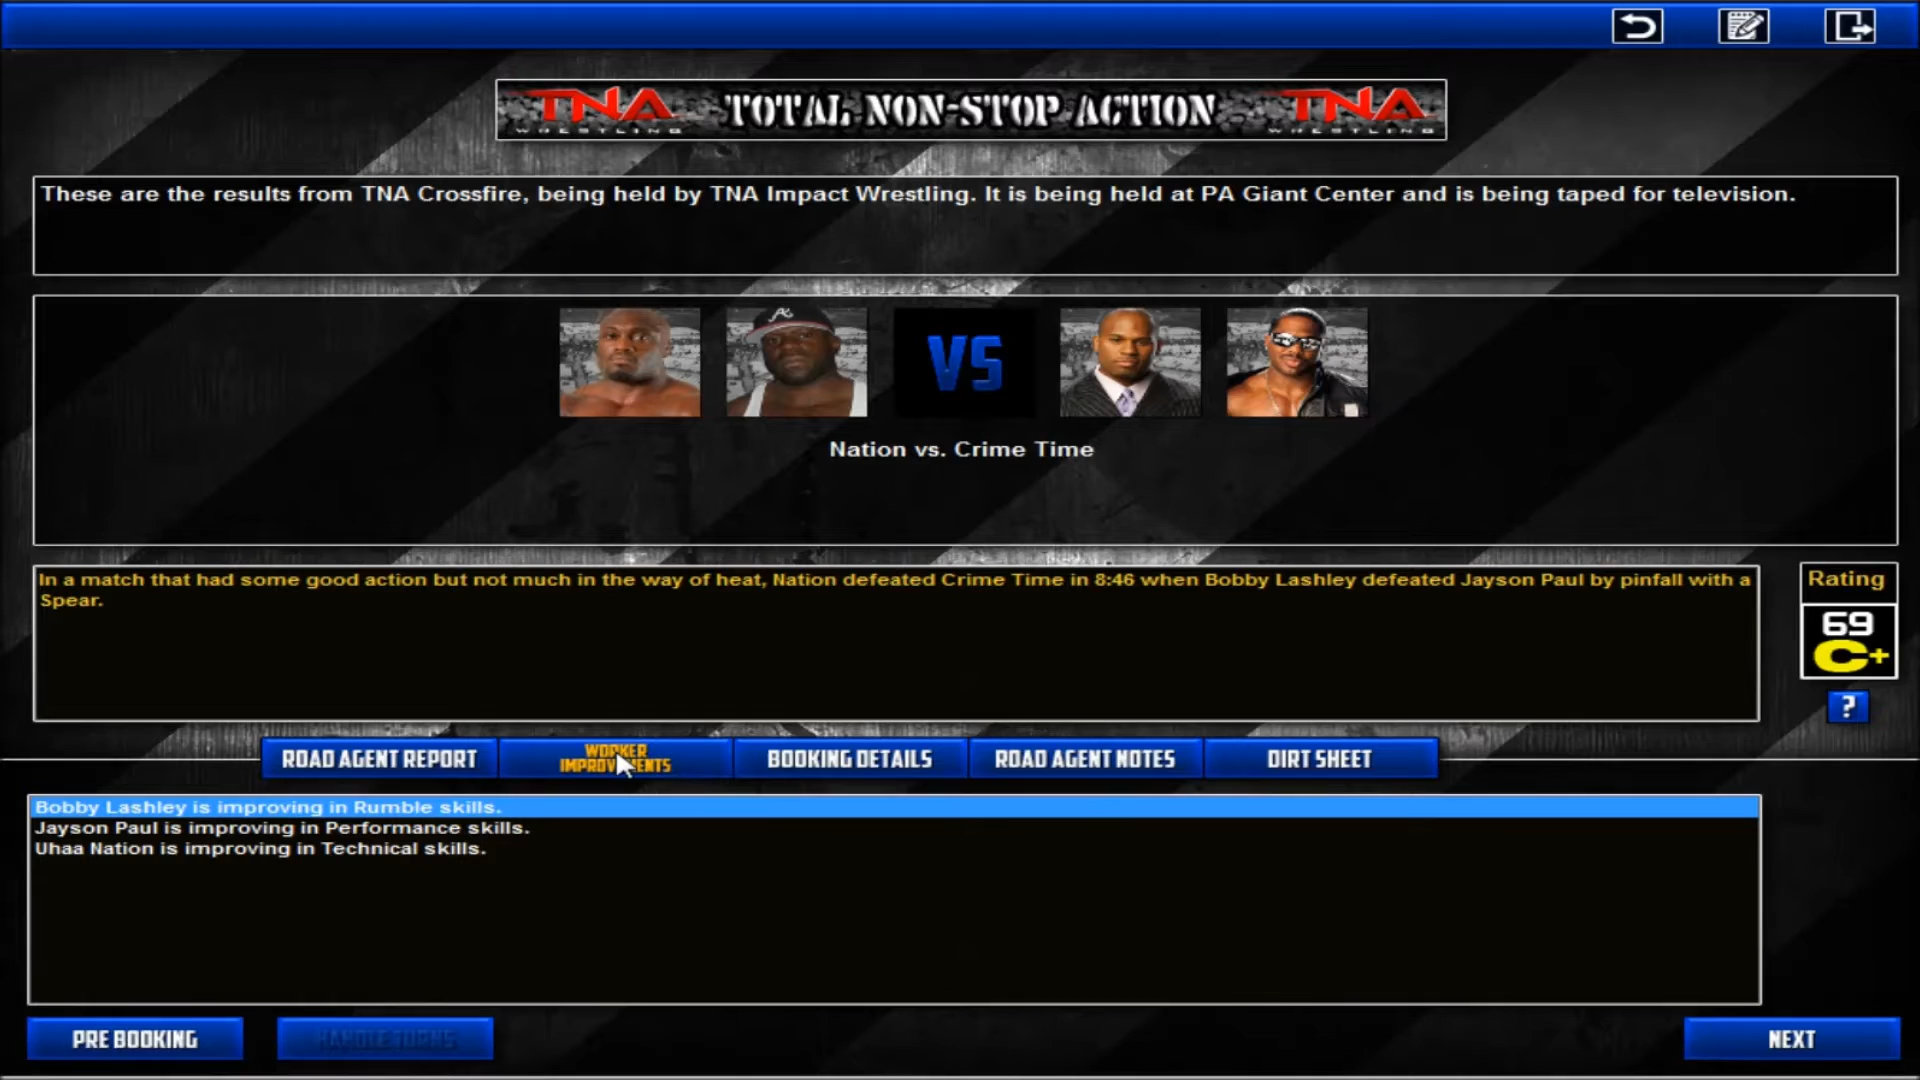 TNA WRESTLING TOTAL NON-STOP ACTION TNA WRESTLING
These are the results from TNA Crossfire, being held by TNA Impact Wrestling. It is being held at PA Giant Center and is being taped for television.
A
VS
Nation vs. Crime Time
In a match that had some good action but not much in the way of heat, Nation defeated Crime Time in 8:46 when Bobby Lashley defeated Jayson Paul by pinfall with a
Spear.
Rating
69
C+
?
ROAD AGENT REPORT
WORKER
IMPROVEMENTS
BOOKING DETAILS
ROAD AGENT NOTES
DIRT SHEET
Bobby Lashley is improving in Rumble skills.
Jayson Paul is improving in Performance skills.
Uhaa Nation is improving in Technical skills.
PRE BOOKING
HANDLE TURNS
NEXT